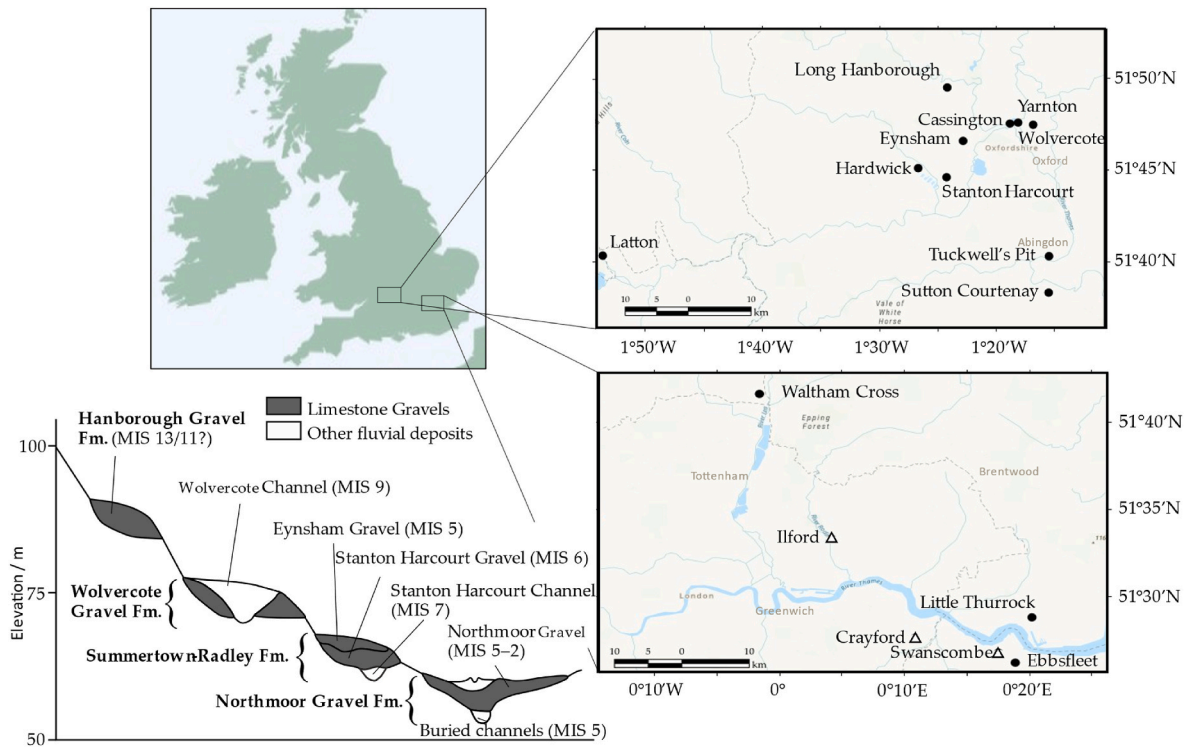 Long Hanborough
Yarnton
Cassington
Wolvercote
Eynsham
Oxfordshire
Oxford
Hardwick
Stanton Harcourt
Latton
Abingdon
Tuckwell's Pit
Sutton Courtenay
Vale of
White
Horse
10 5 0 10
km
51°50′N
51°45′N
51°40′N
1°50′W 1°40′W 1°30′W 1°20′W
Waltham Cross
Epping
Forest
Tottenham
Brentwood
Ilford
River Thames
London
Greenwich
Little Thurrock
Crayford
Swanscombe
Ebbsfleet
10 5 0 10
km
51°40′N
51°35′N
51°30′N
0°10′W 0° 0°10′E 0°20′E
Limestone Gravels
Other fluvial deposits
Hanborough Gravel
Fm. (MIS 13/11?)
Wolvercote Channel (MIS 9)
Eynsham Gravel (MIS 5)
Stanton Harcourt Gravel (MIS 6)
Stanton Harcourt Channel
(MIS 7)
Northmoor Gravel
(MIS 5–2)
Wolvercote
Gravel Fm.
Summertown-Radley Fm.
Northmoor Gravel Fm.
Buried channels (MIS 5)
Elevation / m
100
75
50